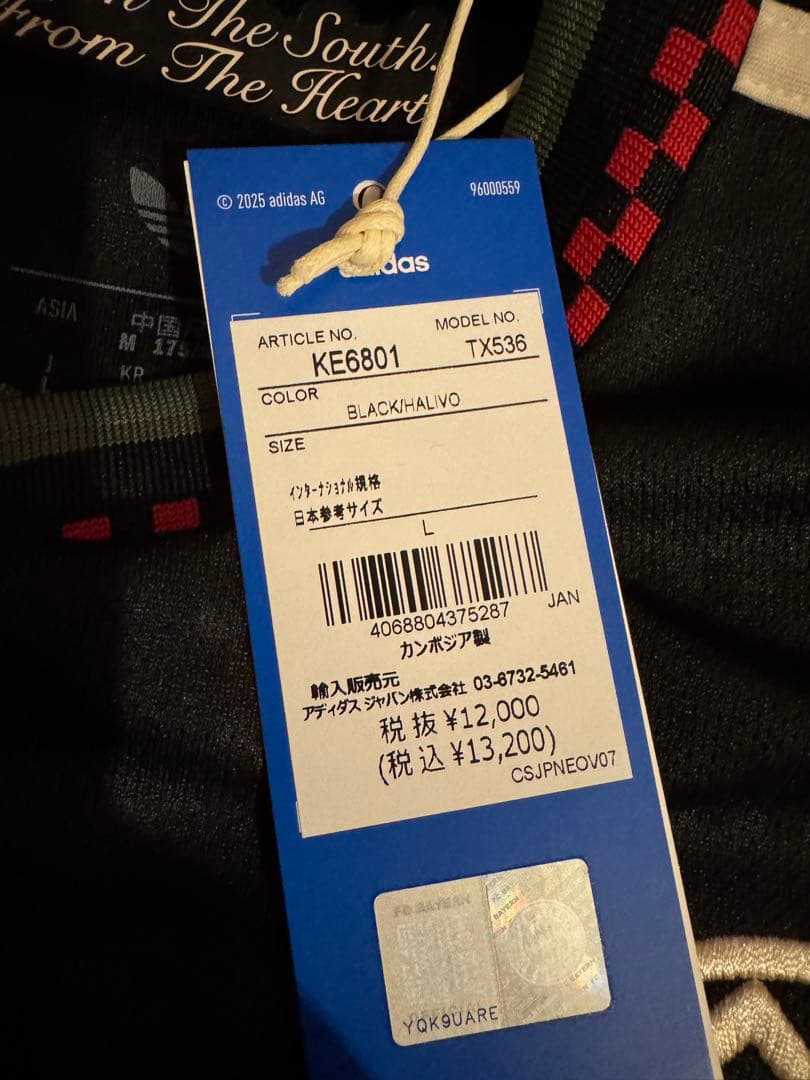 The South.
From The Heart
© 2025 adidas AG
96000559
ASIA
中国
M 175
KR
ARTICLE NO.
MODEL NO.
KE6801
TX536
COLOR
BLACK/HALIVO
SIZE
インターナショナル規格
日本参考サイズ
L
4068804375287
JAN
カンボジア製
輸入販売元
アディダス ジャパン株式会社 03-6732-5461
税抜 ¥12,000
(税込 ¥13,200)
CSJPNEOV07
FC BAYERN
BAYERN
YQK9UARE